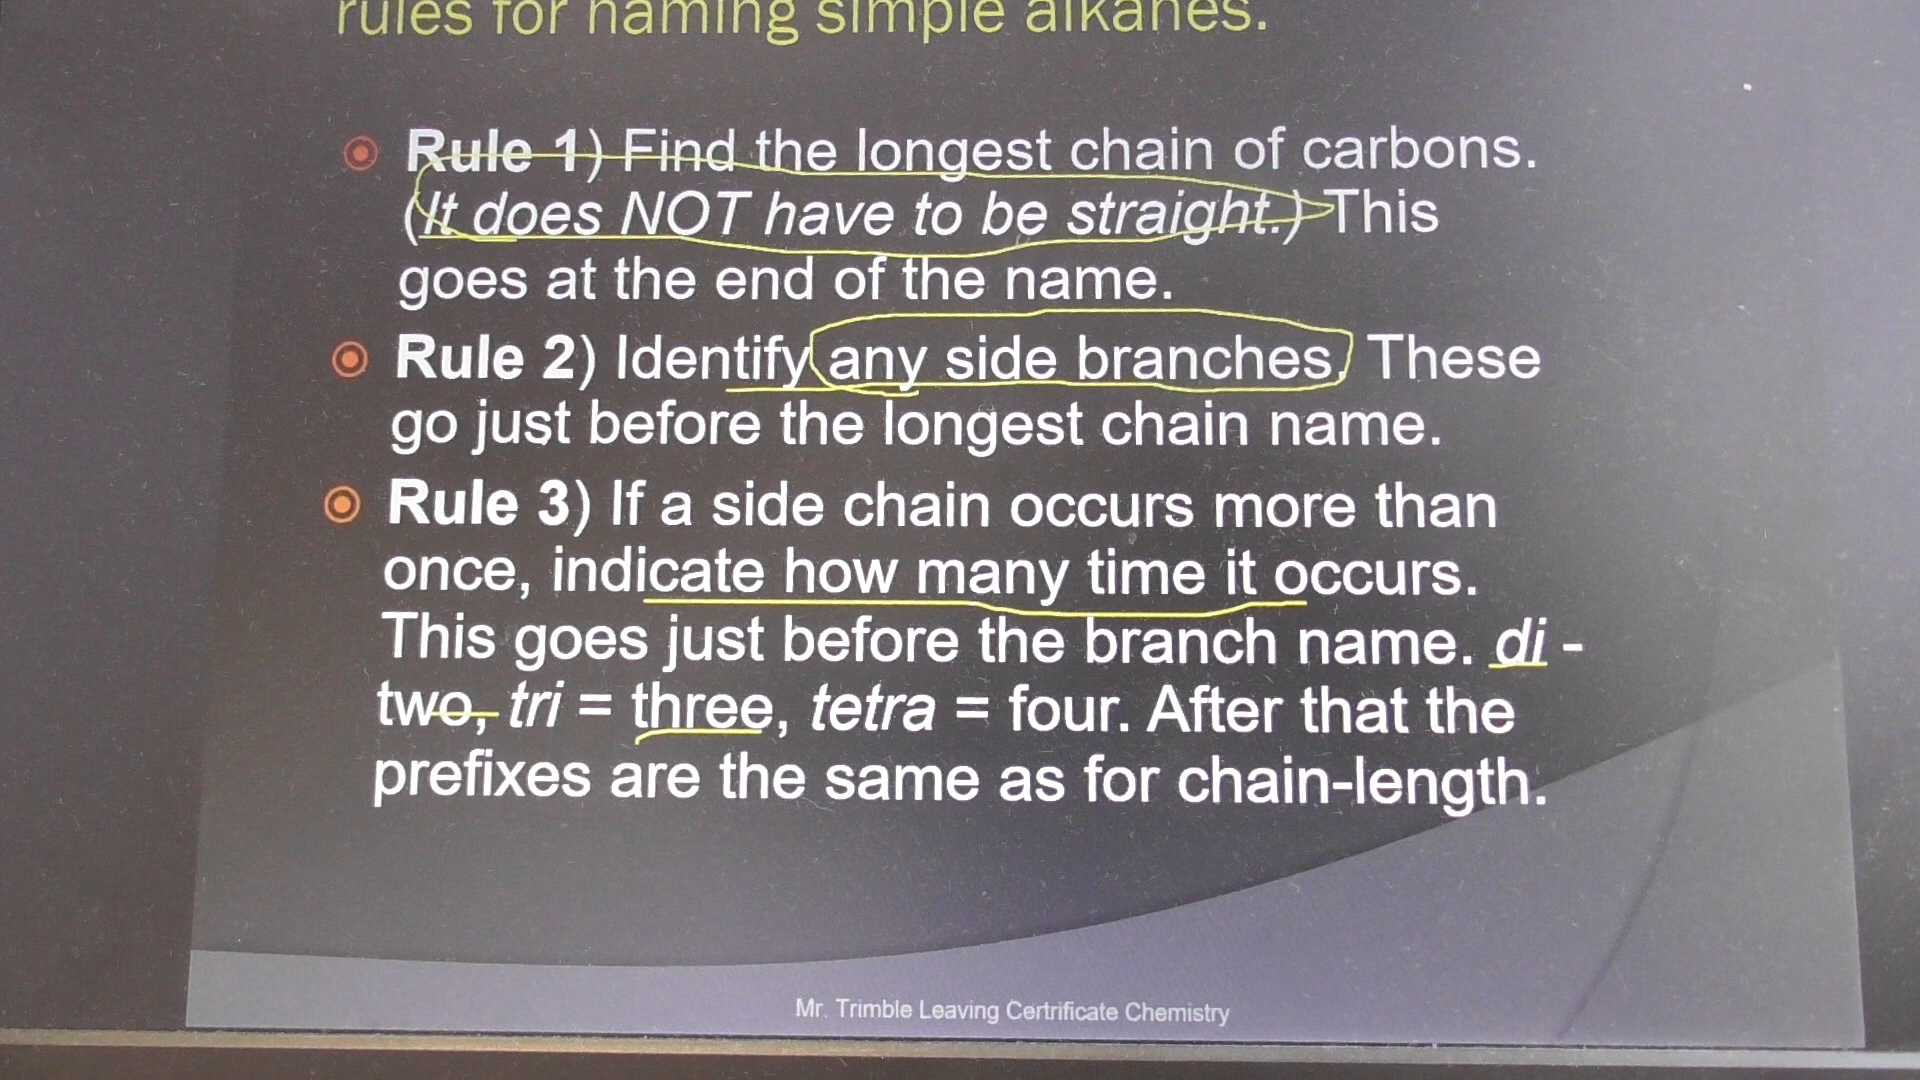 rules for naming simple alkanes.
Rule 1) Find the longest chain of carbons.
(It does NOT have to be straight.) This
goes at the end of the name.
Rule 2) Identify any side branches. These
go just before the longest chain name.
Rule 3) If a side chain occurs more than
once, indicate how many time it occurs.
This goes just before the branch name. di -
two, tri = three, tetra = four. After that the
prefixes are the same as for chain-length.
Mr. Trimble Leaving Certrificate Chemistry